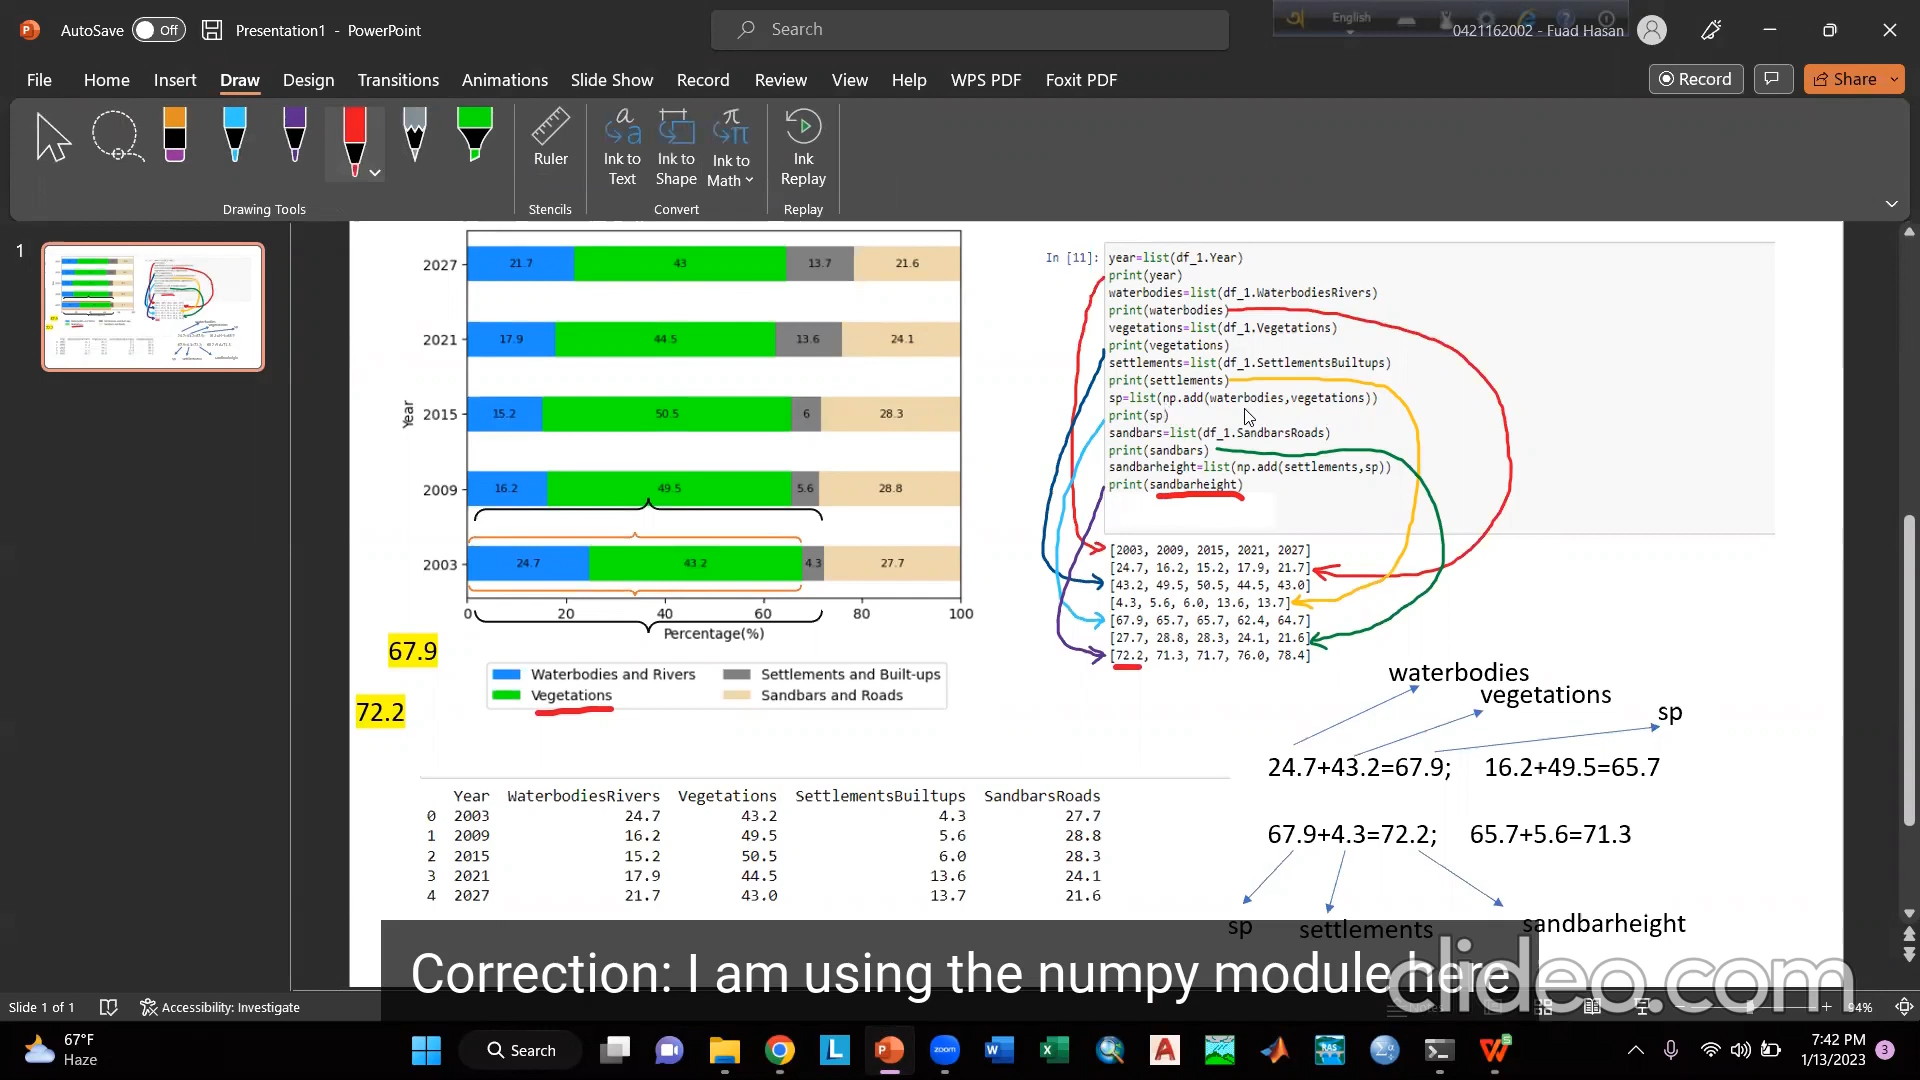 AutoSave Off Presentation1 - PowerPoint
Search
English
0421162002 - Fuad Hasan
File Home Insert Draw Design Transitions Animations Slide Show Record Review View Help WPS PDF Foxit PDF
Record
Share
Ruler
Ink to Text
Ink to Shape
Ink to Math
Ink Replay
Drawing Tools
Stencils
Convert
Replay
1
Year
2027 21.7 43 13.7 21.6
2021 17.9 44.5 13.6 24.1
2015 15.2 50.5 6 28.3
2009 16.2 49.5 5.6 28.8
2003 24.7 43.2 4.3 27.7
0 20 40 60 80 100
Percentage(%)
67.9
72.2
Waterbodies and Rivers
Vegetations
Settlements and Built-ups
Sandbars and Roads
In [11]:
year=list(df_1.Year)
print(year)
waterbodies=list(df_1.WaterbodiesRivers)
print(waterbodies)
vegetations=list(df_1.Vegetations)
print(vegetations)
settlements=list(df_1.SettlementsBuiltups)
print(settlements)
sp=list(np.add(waterbodies,vegetations))
print(sp)
sandbars=list(df_1.SandbarsRoads)
print(sandbars)
sandbarheight=list(np.add(settlements,sp))
print(sandbarheight)
[2003, 2009, 2015, 2021, 2027]
[24.7, 16.2, 15.2, 17.9, 21.7]
[43.2, 49.5, 50.5, 44.5, 43.0]
[4.3, 5.6, 6.0, 13.6, 13.7]
[67.9, 65.7, 65.7, 62.4, 64.7]
[27.7, 28.8, 28.3, 24.1, 21.6]
[72.2, 71.3, 71.7, 76.0, 78.4]
waterbodies
vegetations
sp
24.7+43.2=67.9; 16.2+49.5=65.7
67.9+4.3=72.2; 65.7+5.6=71.3
sp settlements sandbarheight
Year WaterbodiesRivers Vegetations SettlementsBuiltups SandbarsRoads
0 2003 24.7 43.2 4.3 27.7
1 2009 16.2 49.5 5.6 28.8
2 2015 15.2 50.5 6.0 28.3
3 2021 17.9 44.5 13.6 24.1
4 2027 21.7 43.0 13.7 21.6
Correction: I am using the numpy module here
clideo.com
Slide 1 of 1 Accessibility: Investigate
94%
67°F
Haze
Search
zoom
7:42 PM
1/13/2023
3